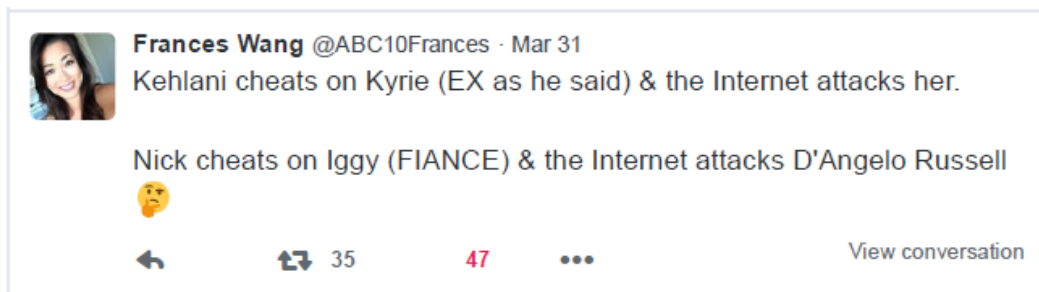 Frances Wang @ABC10Frances · Mar 31
Kehlani cheats on Kyrie (EX as he said) & the Internet attacks her.
Nick cheats on Iggy (FIANCE) & the Internet attacks D'Angelo Russell
🤔
35 47 View conversation